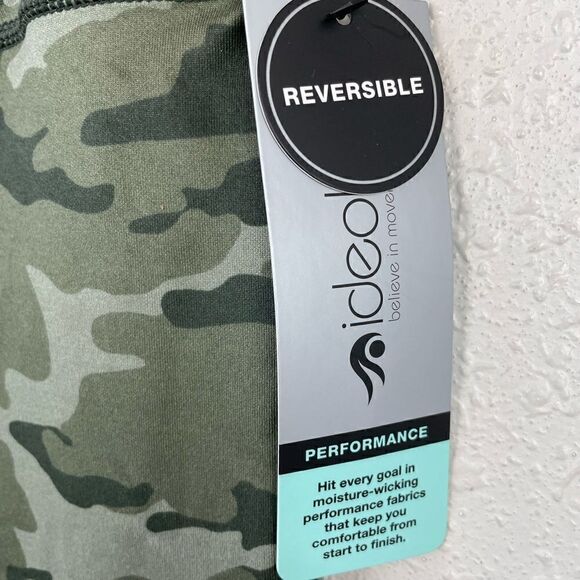 REVERSIBLE
ideol
believe in move
PERFORMANCE
Hit every goal in
moisture-wicking
performance fabrics
that keep you
comfortable from
start to finish.